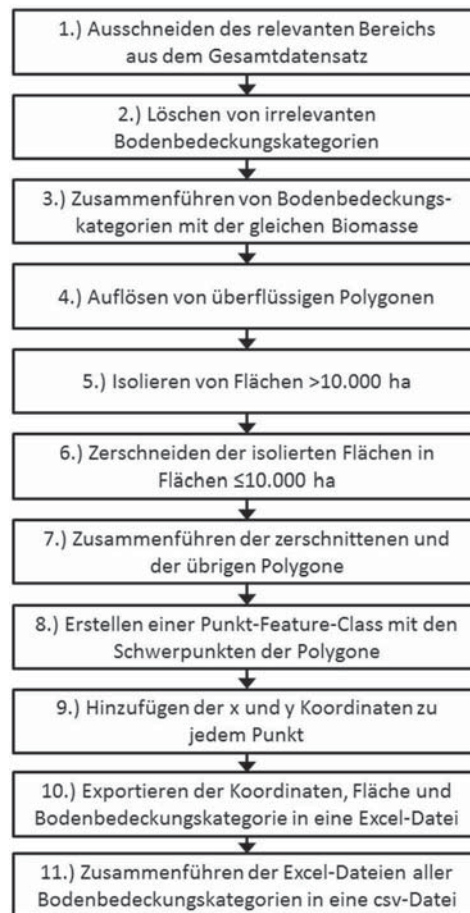 1.) Ausschneiden des relevanten Bereichs
aus dem Gesamtdatensatz
2.) Löschen von irrelevanten
Bodenbedeckungskategorien
3.) Zusammenführen von Bodenbedeckungs-
kategorien mit der gleichen Biomasse
4.) Auflösen von überflüssigen Polygonen
5.) Isolieren von Flächen >10.000 ha
6.) Zerschneiden der isolierten Flächen in
Flächen ≤10.000 ha
7.) Zusammenführen der zerschnittenen und
der übrigen Polygone
8.) Erstellen einer Punkt-Feature-Class mit den
Schwerpunkten der Polygone
9.) Hinzufügen der x und y Koordinaten zu
jedem Punkt
10.) Exportieren der Koordinaten, Fläche und
Bodenbedeckungskategorie in eine Excel-Datei
11.) Zusammenführen der Excel-Dateien aller
Bodenbedeckungskategorien in eine csv-Datei